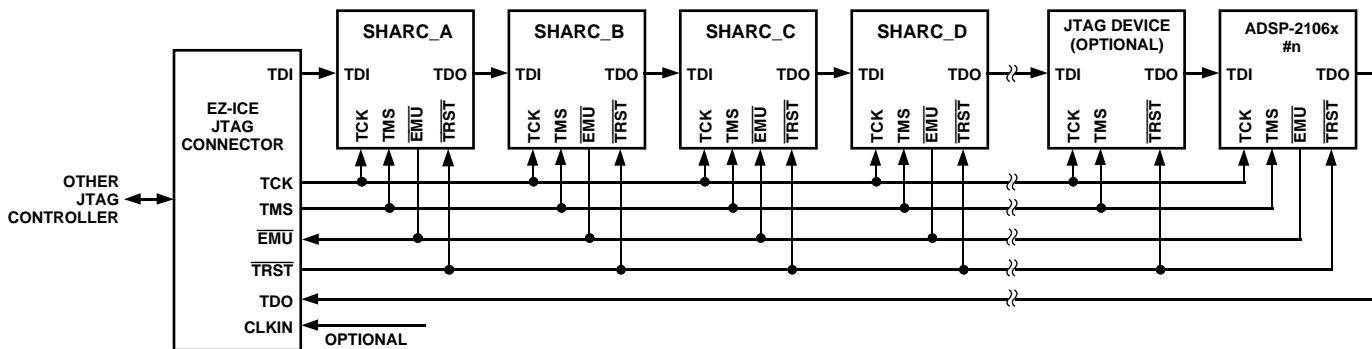 SHARC_A
SHARC_B
SHARC_C
SHARC_D
JTAG DEVICE
(OPTIONAL)
ADSP-2106x
#n
TDI
TDI
TDO
TDI
TDO
TDI
TDO
TDI
TDO
TDI
TDO
TDI
TDO
EZ-ICE
JTAG
CONNECTOR
TCK
TMS
EMU
TRST
TCK
TMS
EMU
TRST
TCK
TMS
EMU
TRST
TCK
TMS
EMU
TRST
TCK
TMS
TRST
TCK
TMS
EMU
TRST
OTHER
JTAG
CONTROLLER
TCK
TMS
EMU
TRST
TDO
CLKIN
OPTIONAL